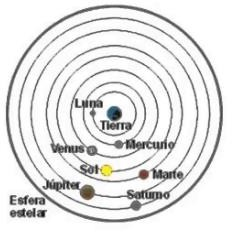 Luna
Tierra
Mercurio
Venus
Sol
Marte
Júpiter
Saturno
Esfera
estelar